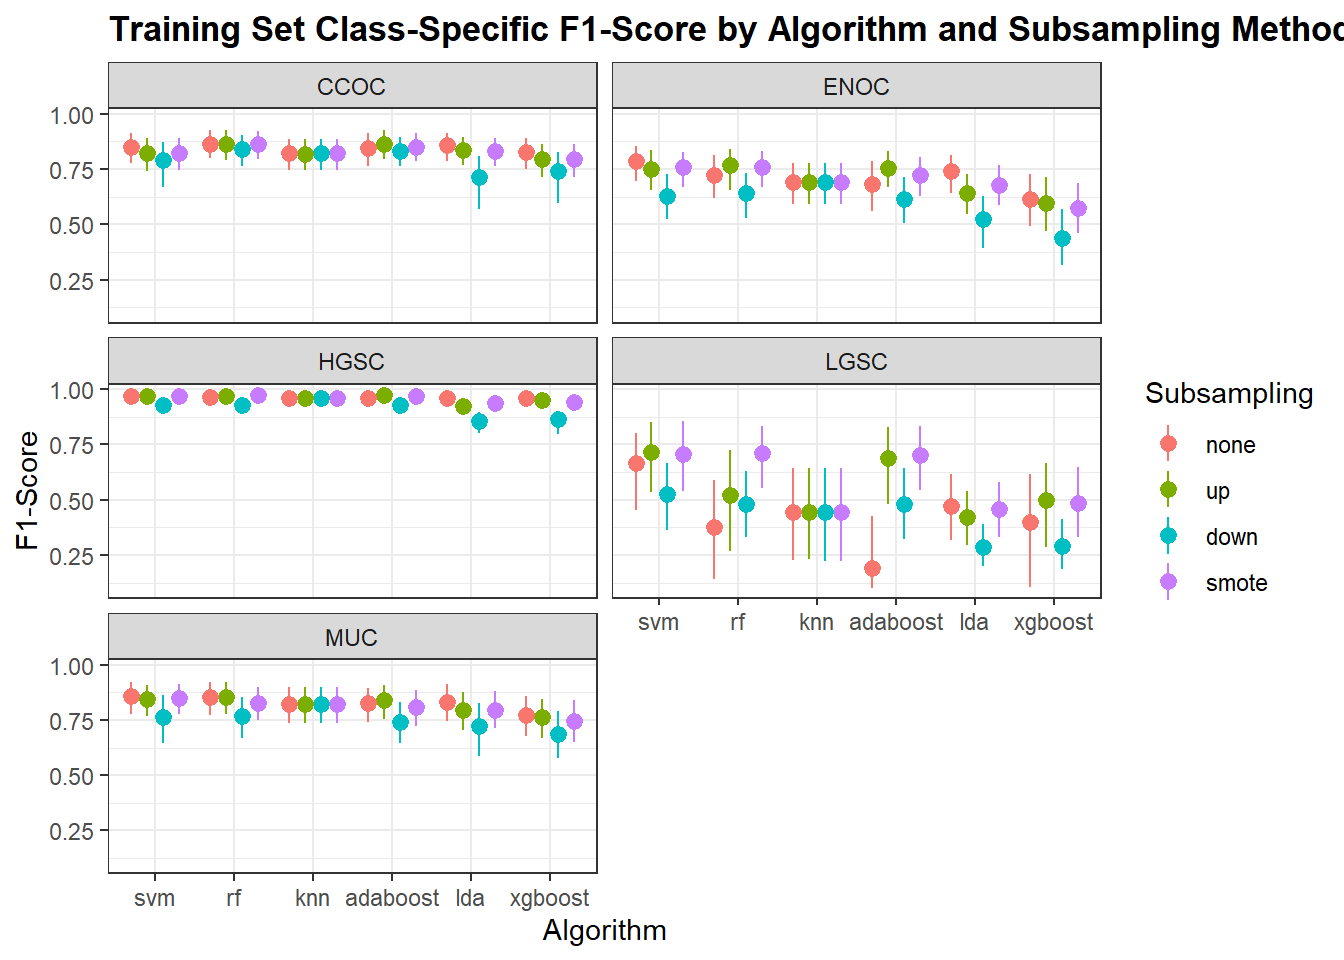 Training Set Class-Specific F1-Score by Algorithm and Subsampling Method
CCOC
ENOC
1.00
0.75
0.50
0.25
HGSC
LGSC
1.00
0.75
0.50
0.25
svm rf knn adaboost lda xgboost
MUC
1.00
0.75
0.50
0.25
svm rf knn adaboost lda xgboost
F1-Score
Algorithm
Subsampling
none
up
down
smote